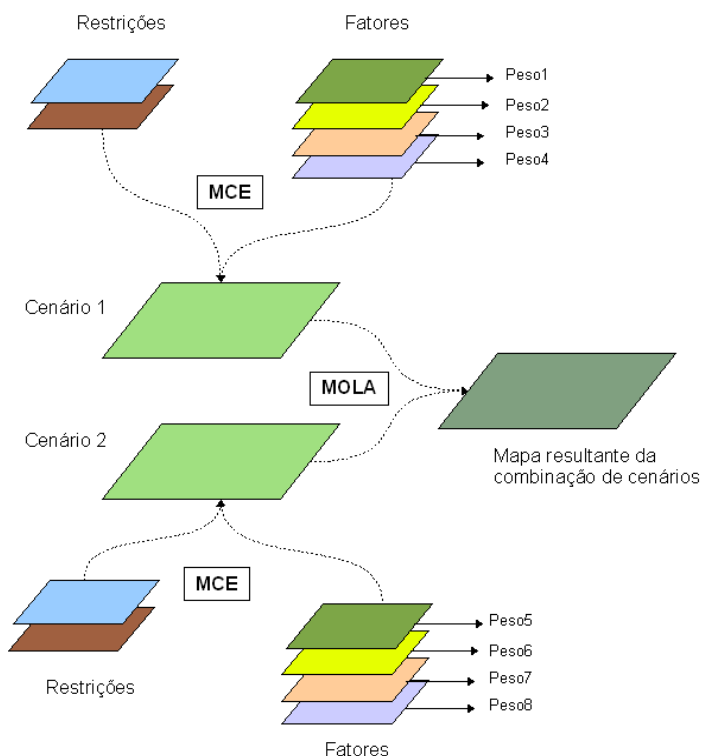 Restrições
Fatores
Peso1
Peso2
Peso3
Peso4
MCE
Cenário 1
MOLA
Cenário 2
Mapa resultante da
combinação de cenários
MCE
Restrições
Peso5
Peso6
Peso7
Peso8
Fatores